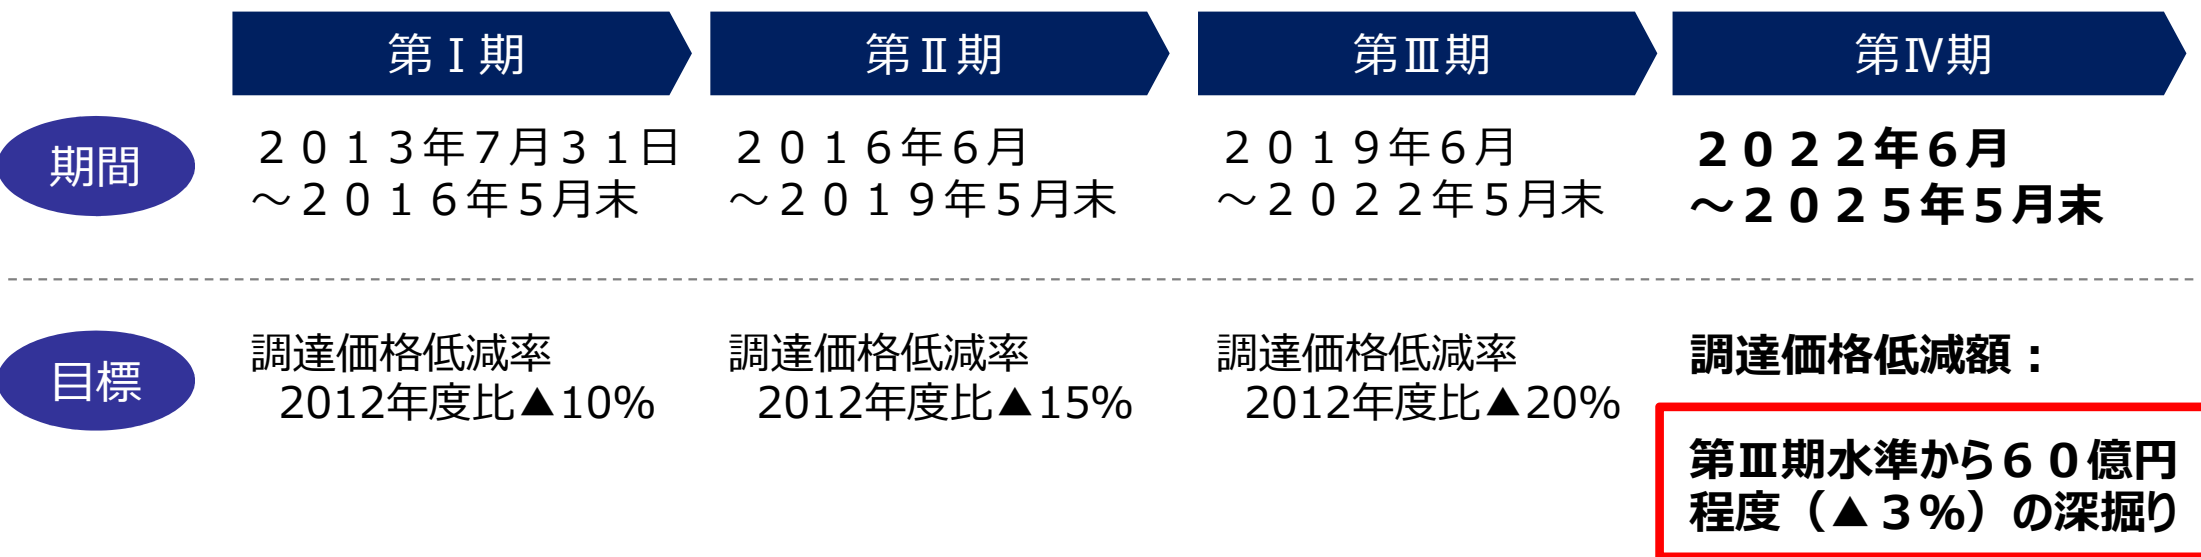 第Ⅰ期
第Ⅱ期
第Ⅲ期
第Ⅳ期
期間
２０１３年７月３１日
～２０１６年５月末
２０１６年６月
～２０１９年５月末
２０１９年６月
～２０２２年５月末
２０２２年６月
～２０２５年５月末
目標
調達価格低減率
2012年度比▲10%
調達価格低減率
2012年度比▲15%
調達価格低減率
2012年度比▲20%
調達価格低減額：
第Ⅲ期水準から６０億円
程度（▲３%）の深掘り